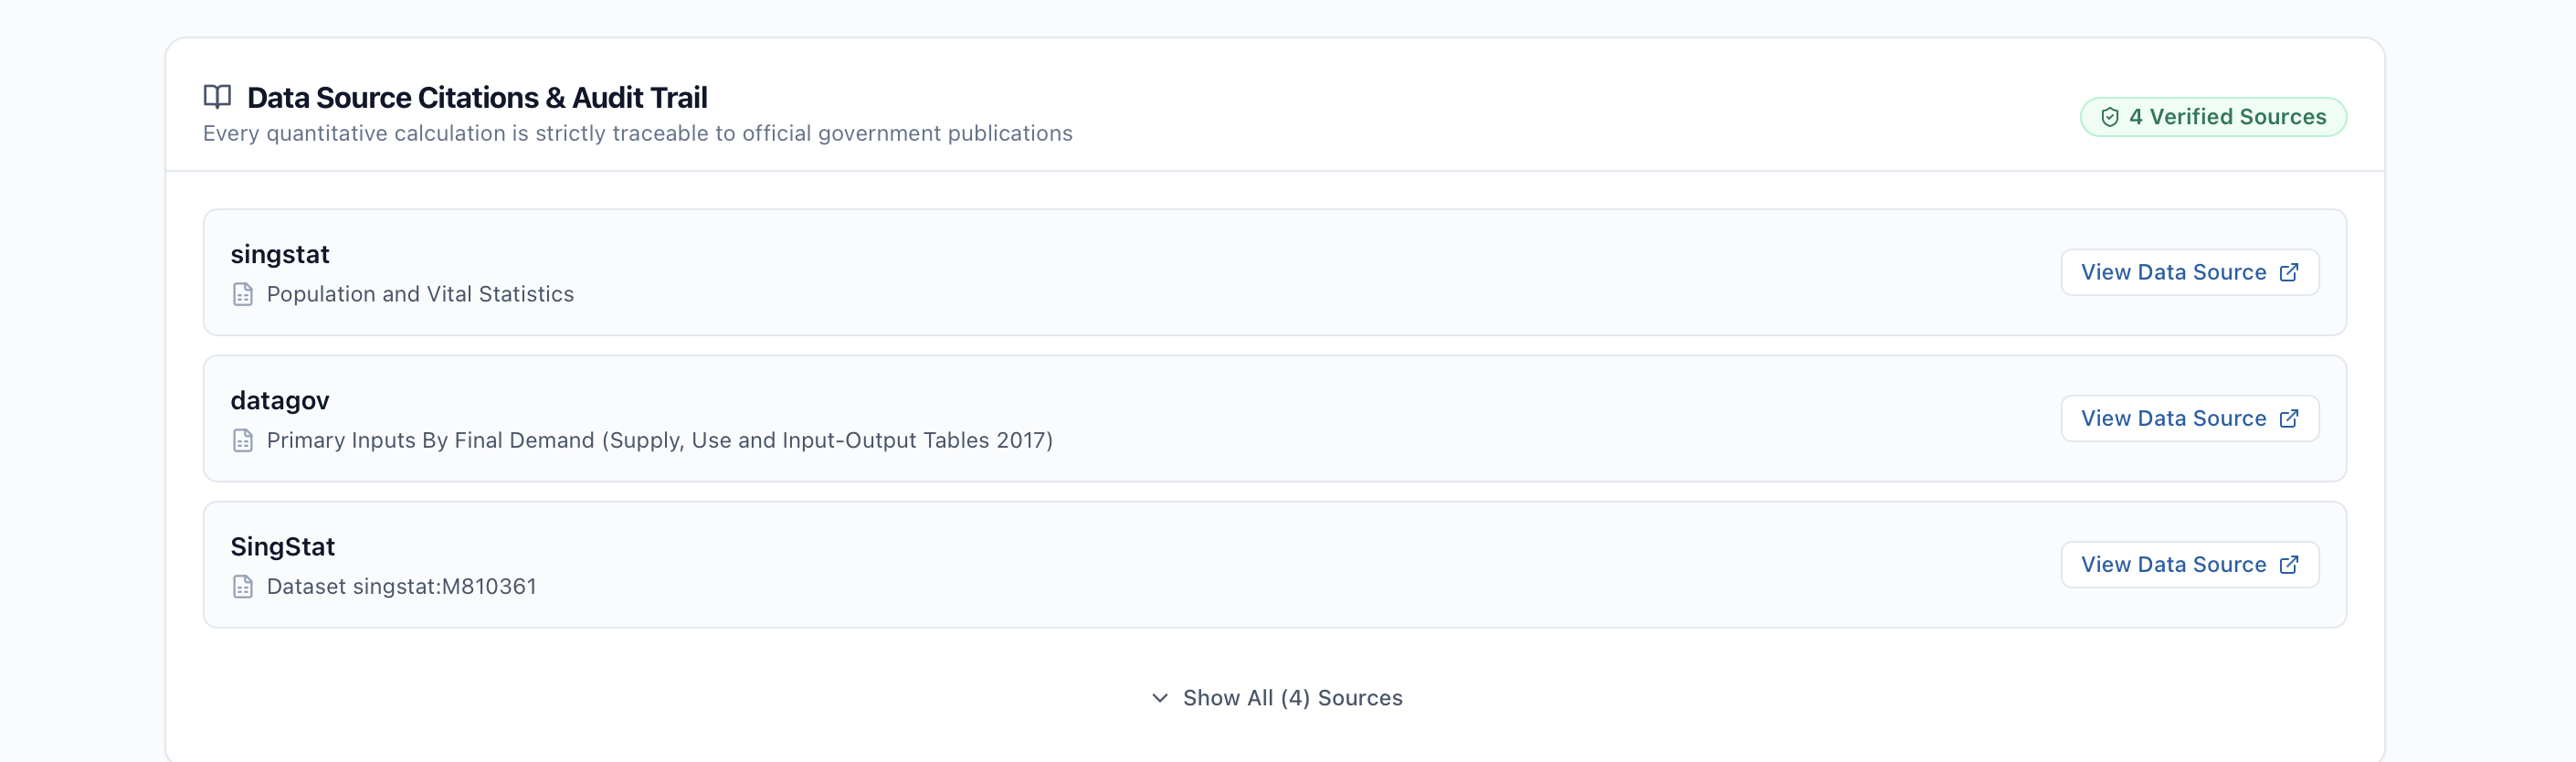 Data Source Citations & Audit Trail
Every quantitative calculation is strictly traceable to official government publications
4 Verified Sources
singstat
Population and Vital Statistics
View Data Source
datagov
Primary Inputs By Final Demand (Supply, Use and Input-Output Tables 2017)
View Data Source
SingStat
Dataset singstat:M810361
View Data Source
Show All (4) Sources